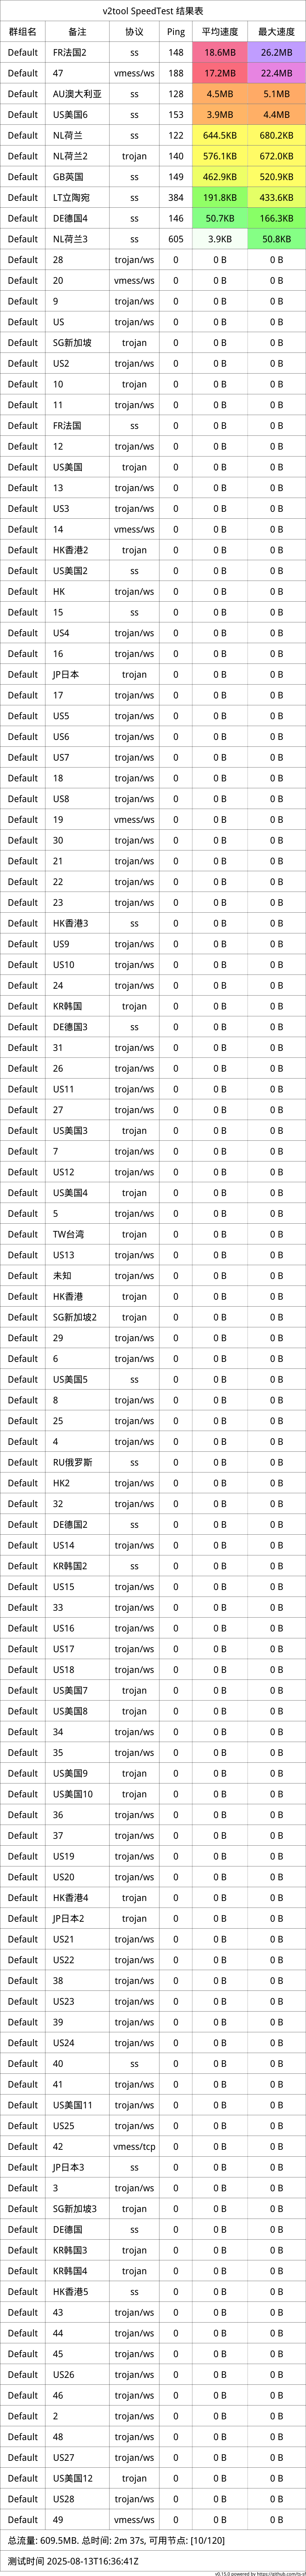 v2tool SpeedTest 结果表
群组名 备注 协议 Ping 平均速度 最大速度
Default FR法国2 ss 148 18.6MB 26.2MB
Default 47 vmess/ws 188 17.2MB 22.4MB
Default AU澳大利亚 ss 128 4.5MB 5.1MB
Default US美国6 ss 153 3.9MB 4.4MB
Default NL荷兰 ss 122 644.5KB 680.2KB
Default NL荷兰2 trojan 140 576.1KB 672.0KB
Default GB英国 ss 149 462.9KB 520.9KB
Default LT立陶宛 ss 384 191.8KB 433.6KB
Default DE德国4 ss 146 50.7KB 166.3KB
Default NL荷兰3 ss 605 3.9KB 50.8KB
Default 28 trojan/ws 0 0 B 0 B
Default 20 vmess/ws 0 0 B 0 B
Default 9 trojan/ws 0 0 B 0 B
Default US trojan/ws 0 0 B 0 B
Default SG新加坡 trojan 0 0 B 0 B
Default US2 trojan/ws 0 0 B 0 B
Default 10 trojan 0 0 B 0 B
Default 11 trojan/ws 0 0 B 0 B
Default FR法国 ss 0 0 B 0 B
Default 12 trojan/ws 0 0 B 0 B
Default US美国 trojan 0 0 B 0 B
Default 13 trojan/ws 0 0 B 0 B
Default US3 trojan/ws 0 0 B 0 B
Default 14 vmess/ws 0 0 B 0 B
Default HK香港2 trojan 0 0 B 0 B
Default US美国2 ss 0 0 B 0 B
Default HK trojan/ws 0 0 B 0 B
Default 15 ss 0 0 B 0 B
Default US4 trojan/ws 0 0 B 0 B
Default 16 trojan/ws 0 0 B 0 B
Default JP日本 trojan 0 0 B 0 B
Default 17 trojan/ws 0 0 B 0 B
Default US5 trojan/ws 0 0 B 0 B
Default US6 trojan/ws 0 0 B 0 B
Default US7 trojan/ws 0 0 B 0 B
Default 18 trojan/ws 0 0 B 0 B
Default US8 trojan/ws 0 0 B 0 B
Default 19 vmess/ws 0 0 B 0 B
Default 30 trojan/ws 0 0 B 0 B
Default 21 trojan/ws 0 0 B 0 B
Default 22 trojan/ws 0 0 B 0 B
Default 23 trojan/ws 0 0 B 0 B
Default HK香港3 ss 0 0 B 0 B
Default US9 trojan/ws 0 0 B 0 B
Default US10 trojan/ws 0 0 B 0 B
Default 24 trojan/ws 0 0 B 0 B
Default KR韩国 trojan 0 0 B 0 B
Default DE德国3 ss 0 0 B 0 B
Default 31 trojan/ws 0 0 B 0 B
Default 26 trojan/ws 0 0 B 0 B
Default US11 trojan/ws 0 0 B 0 B
Default 27 trojan/ws 0 0 B 0 B
Default US美国3 trojan 0 0 B 0 B
Default 7 trojan/ws 0 0 B 0 B
Default US12 trojan/ws 0 0 B 0 B
Default US美国4 trojan 0 0 B 0 B
Default 5 trojan/ws 0 0 B 0 B
Default TW台湾 trojan 0 0 B 0 B
Default US13 trojan/ws 0 0 B 0 B
Default 未知 trojan/ws 0 0 B 0 B
Default HK香港 trojan 0 0 B 0 B
Default SG新加坡2 trojan 0 0 B 0 B
Default 29 trojan/ws 0 0 B 0 B
Default 6 trojan/ws 0 0 B 0 B
Default US美国5 ss 0 0 B 0 B
Default 8 trojan/ws 0 0 B 0 B
Default 25 trojan/ws 0 0 B 0 B
Default 4 trojan/ws 0 0 B 0 B
Default RU俄罗斯 ss 0 0 B 0 B
Default HK2 trojan/ws 0 0 B 0 B
Default 32 trojan/ws 0 0 B 0 B
Default DE德国2 ss 0 0 B 0 B
Default US14 trojan/ws 0 0 B 0 B
Default KR韩国2 ss 0 0 B 0 B
Default US15 trojan/ws 0 0 B 0 B
Default 33 trojan/ws 0 0 B 0 B
Default US16 trojan/ws 0 0 B 0 B
Default US17 trojan/ws 0 0 B 0 B
Default US18 trojan/ws 0 0 B 0 B
Default US美国7 trojan 0 0 B 0 B
Default US美国8 trojan 0 0 B 0 B
Default 34 trojan/ws 0 0 B 0 B
Default 35 trojan/ws 0 0 B 0 B
Default US美国9 trojan 0 0 B 0 B
Default US美国10 trojan 0 0 B 0 B
Default 36 trojan/ws 0 0 B 0 B
Default 37 trojan/ws 0 0 B 0 B
Default US19 trojan/ws 0 0 B 0 B
Default US20 trojan/ws 0 0 B 0 B
Default HK香港4 trojan 0 0 B 0 B
Default JP日本2 trojan 0 0 B 0 B
Default US21 trojan/ws 0 0 B 0 B
Default US22 trojan/ws 0 0 B 0 B
Default 38 trojan/ws 0 0 B 0 B
Default US23 trojan/ws 0 0 B 0 B
Default 39 trojan/ws 0 0 B 0 B
Default US24 trojan/ws 0 0 B 0 B
Default 40 ss 0 0 B 0 B
Default 41 trojan/ws 0 0 B 0 B
Default US美国11 trojan/ws 0 0 B 0 B
Default US25 trojan/ws 0 0 B 0 B
Default 42 vmess/tcp 0 0 B 0 B
Default JP日本3 ss 0 0 B 0 B
Default 3 trojan/ws 0 0 B 0 B
Default SG新加坡3 trojan 0 0 B 0 B
Default DE德国 ss 0 0 B 0 B
Default KR韩国3 trojan 0 0 B 0 B
Default KR韩国4 trojan 0 0 B 0 B
Default HK香港5 ss 0 0 B 0 B
Default 43 trojan/ws 0 0 B 0 B
Default 44 trojan/ws 0 0 B 0 B
Default 45 trojan/ws 0 0 B 0 B
Default US26 trojan/ws 0 0 B 0 B
Default 46 trojan/ws 0 0 B 0 B
Default 2 trojan/ws 0 0 B 0 B
Default 48 trojan/ws 0 0 B 0 B
Default US27 trojan/ws 0 0 B 0 B
Default US美国12 trojan 0 0 B 0 B
Default US28 trojan/ws 0 0 B 0 B
Default 49 vmess/ws 0 0 B 0 B
总流量: 609.5MB. 总时间: 2m 37s, 可用节点: [10/120]
测试时间 2025-08-13T16:36:41Z
v0.15.0 powered by